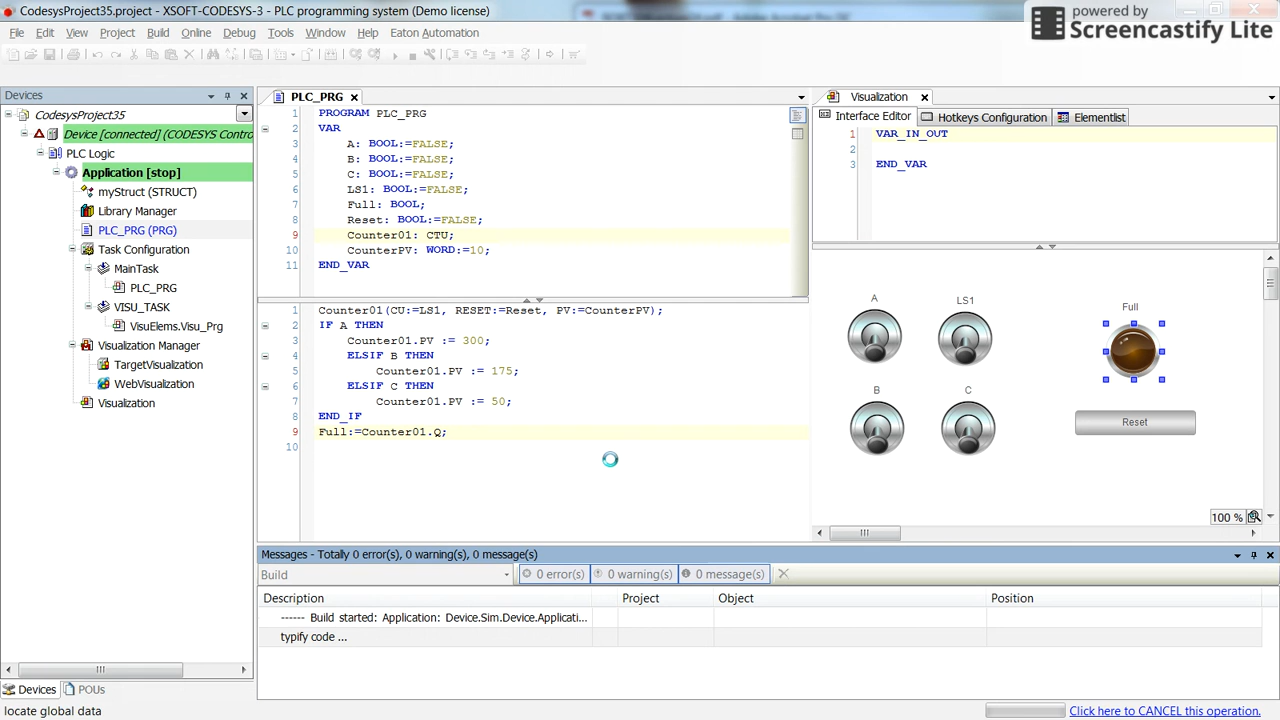 CodesysProject35.project - XSOFT-CODESYS-3 - PLC programming system (Demo license)
powered by
Screencastify Lite
File Edit View Project Build Online Debug Tools Window Help Eaton Automation
Devices
CodesysProject35
Device [connected] (CODESYS Contro
PLC Logic
Application [stop]
myStruct (STRUCT)
Library Manager
PLC_PRG (PRG)
Task Configuration
MainTask
PLC_PRG
VISU_TASK
VisuElems.Visu_Prg
Visualization Manager
TargetVisualization
WebVisualization
Visualization
Devices POUs
PLC_PRG
1 PROGRAM PLC_PRG
2 VAR
3 A: BOOL:=FALSE;
4 B: BOOL:=FALSE;
5 C: BOOL:=FALSE;
6 LS1: BOOL:=FALSE;
7 Full: BOOL;
8 Reset: BOOL:=FALSE;
9 Counter01: CTU;
10 CounterPV: WORD:=10;
11 END_VAR
1 Counter01(CU:=LS1, RESET:=Reset, PV:=CounterPV);
2 IF A THEN
3 Counter01.PV := 300;
4 ELSIF B THEN
5 Counter01.PV := 175;
6 ELSIF C THEN
7 Counter01.PV := 50;
8 END_IF
9 Full:=Counter01.Q;
10
Visualization
Interface Editor Hotkeys Configuration Elementlist
1 VAR_IN_OUT
2
3 END_VAR
A LS1 Full
B C
Reset
100 %
Messages - Totally 0 error(s), 0 warning(s), 0 message(s)
Build 0 error(s) 0 warning(s) 0 message(s)
Description Project Object Position
------ Build started: Application: Device.Sim.Device.Applicati...
typify code ...
locate global data
Click here to CANCEL this operation.